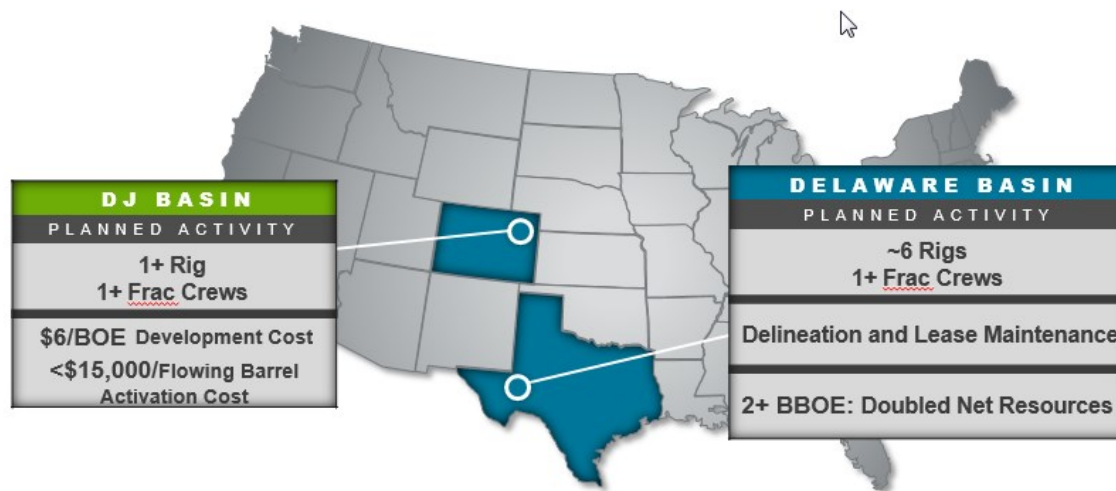 DJ BASIN
PLANNED ACTIVITY
1+ Rig
1+ Frac Crews
$6/BOE Development Cost
<$15,000/Flowing Barrel
Activation Cost
DELAWARE BASIN
PLANNED ACTIVITY
~6 Rigs
1+ Frac Crews
Delineation and Lease Maintenance
2+ BBOE: Doubled Net Resources